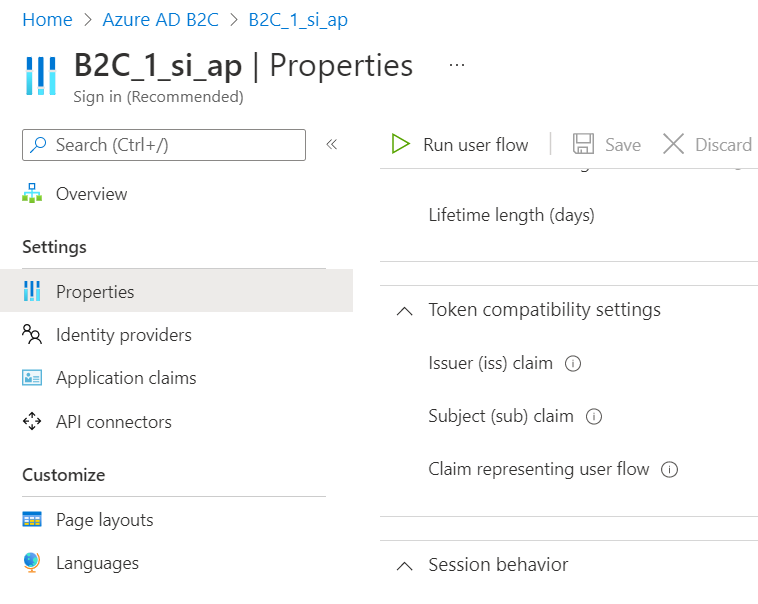 Home > Azure AD B2C > B2C_1_si_ap
B2C_1_si_ap | Properties ...
Sign in (Recommended)
Search (Ctrl+/)
«
Run user flow
Save
Discard
Overview
Settings
Properties
Identity providers
Application claims
API connectors
Customize
Page layouts
Languages
Lifetime length (days)
Token compatibility settings
Issuer (iss) claim
Subject (sub) claim
Claim representing user flow
Session behavior